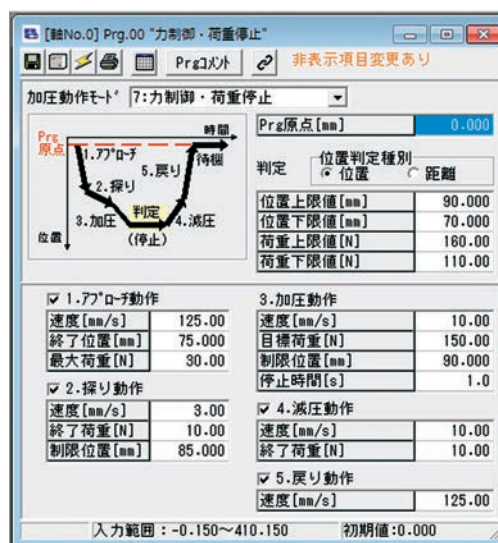 [軸No.0] Prg.00 "力制御・荷重停止"
Prgコメント 非表示項目変更あり
加圧動作モード 7:力制御・荷重停止
Prg原点[mm] 0.000
Prg原点
時間
1.アプローチ
2.探り
3.加圧
判定
(停止)
4.減圧
5.戻り
待機
位置
判定 位置判定種別
位置 距離
位置上限値[mm] 90.000
位置下限値[mm] 70.000
荷重上限値[N] 160.00
荷重下限値[N] 110.00
1.アプローチ動作
速度[mm/s] 125.00
終了位置[mm] 75.000
最大荷重[N] 30.00
2.探り動作
速度[mm/s] 3.00
終了荷重[N] 10.00
制限位置[mm] 85.000
3.加圧動作
速度[mm/s] 10.00
目標荷重[N] 150.00
制限位置[mm] 90.000
停止時間[s] 1.0
4.減圧動作
速度[mm/s] 10.00
終了荷重[N] 10.00
5.戻り動作
速度[mm/s] 125.00
入力範囲:-0.150～410.150 初期値:0.000